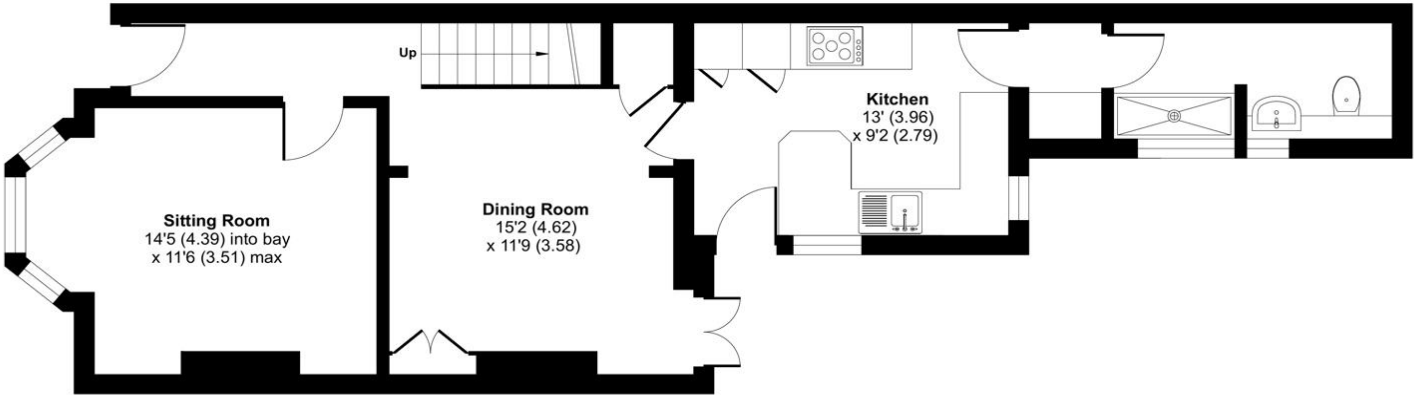 Up
Kitchen
13' (3.96)
x 9'2 (2.79)
Sitting Room
14'5 (4.39) into bay
x 11'6 (3.51) max
Dining Room
15'2 (4.62)
x 11'9 (3.58)